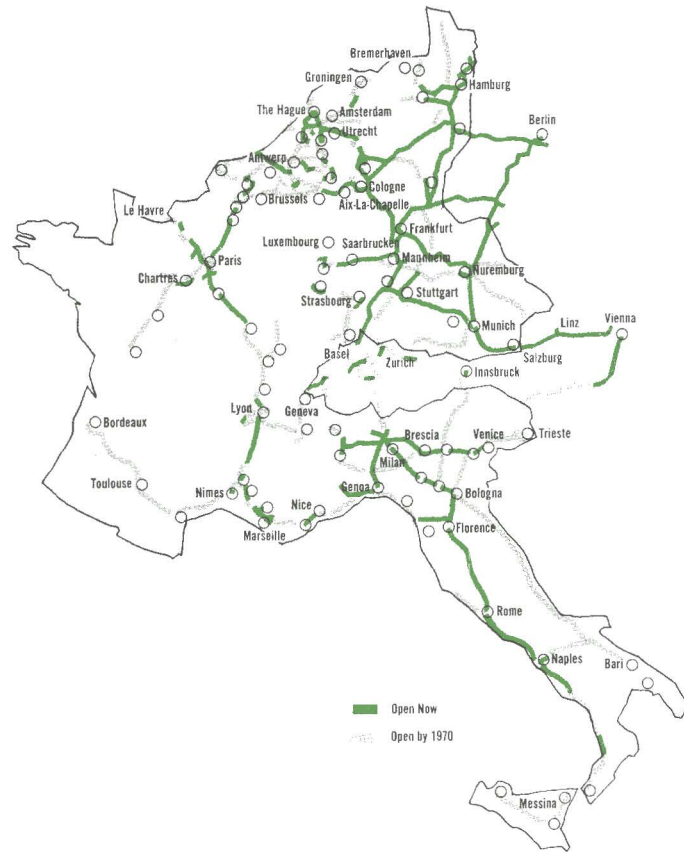 Bremerhaven
Groningen
Hamburg
The Hague
Amsterdam
Utrecht
Berlin
Antwerp
Cologne
Brussels
Aix-La-Chapelle
Le Havre
Frankfurt
Luxembourg
Saarbrucken
Paris
Mannheim
Chartres
Nuremburg
Stuttgart
Strasbourg
Munich
Linz
Vienna
Basel
Salzburg
Zurich
Innsbruck
Lyon
Geneva
Bordeaux
Brescia
Venice
Trieste
Milan
Toulouse
Nimes
Nice
Genoa
Bologna
Marseille
Florence
Rome
Naples
Bari
Open Now
Open by 1970
Messina